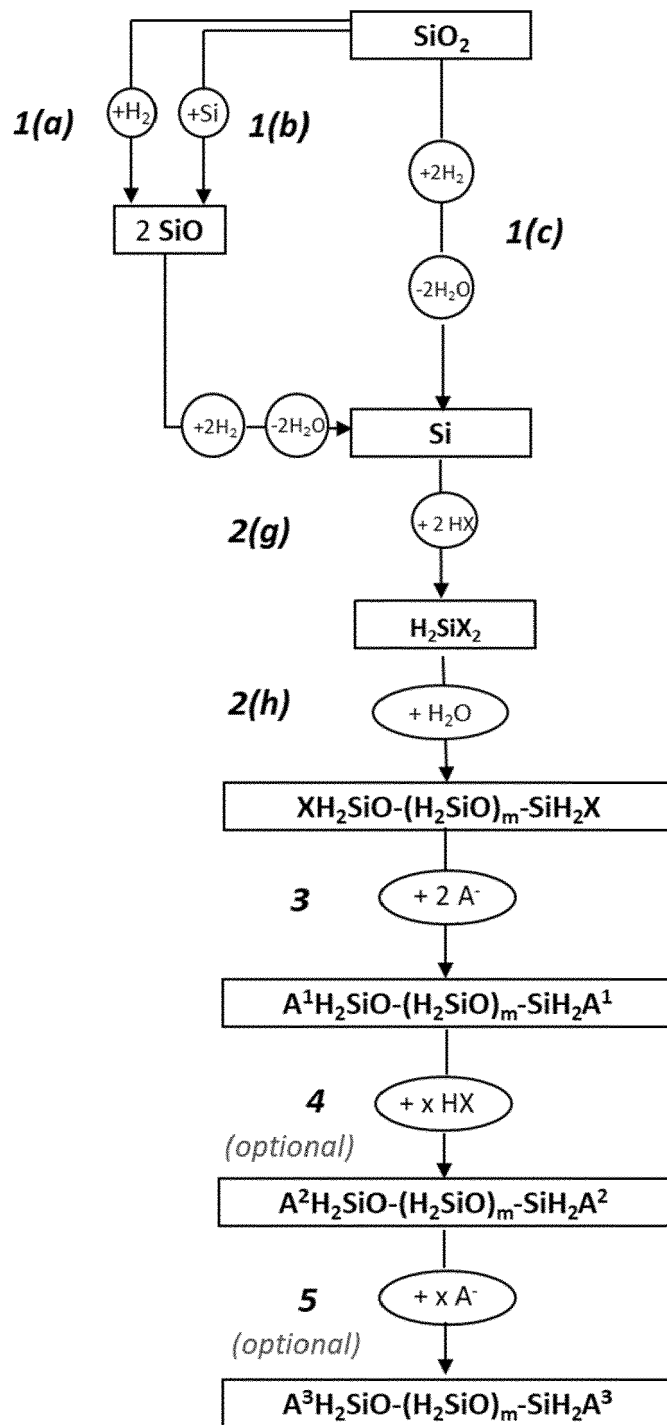 SiO₂
1(a)
+H₂
+Si
1(b)
+2H₂
2 SiO
1(c)
-2H₂O
+2H₂
-2H₂O
Si
2(g)
+ 2 HX
H₂SiX₂
2(h)
+ H₂O
XH₂SiO-(H₂SiO)ₘ-SiH₂X
3
+ 2 A⁻
A¹H₂SiO-(H₂SiO)ₘ-SiH₂A¹
4
+ x HX
(optional)
A²H₂SiO-(H₂SiO)ₘ-SiH₂A²
5
+ x A⁻
(optional)
A³H₂SiO-(H₂SiO)ₘ-SiH₂A³